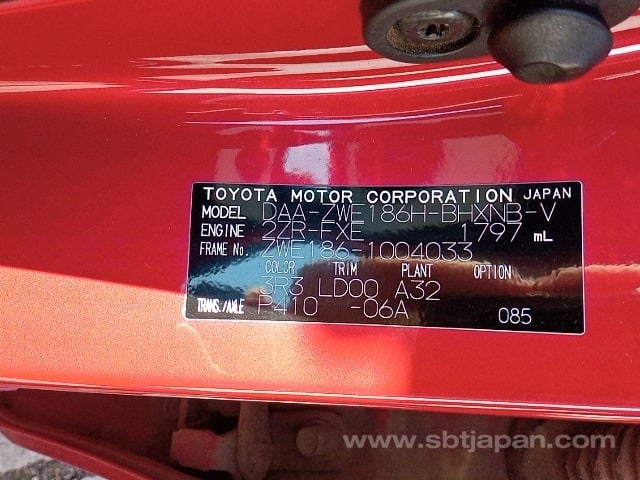 TOYOTA MOTOR CORPORATION JAPAN
MODEL DAA-ZWE186H-BHXNB-V
ENGINE 2ZR-FXE 1797 mL
FRAME No. ZWE186-1004033
COLOR TRIM PLANT OPTION
3R3 LD00 A32
TRANS./AXLE P410 -06A 085
www.sbtjapan.com